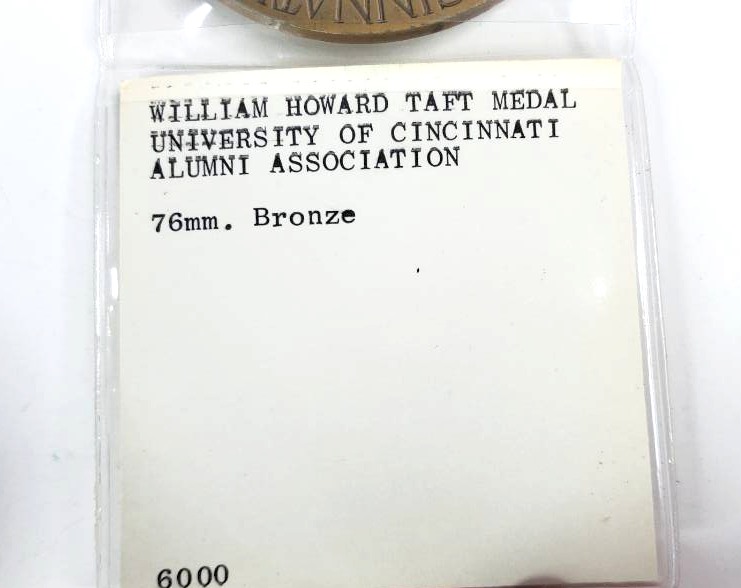 WILLIAM HOWARD TAFT MEDAL
UNIVERSITY OF CINCINNATI
ALUMNI ASSOCIATION
76mm. Bronze
6000